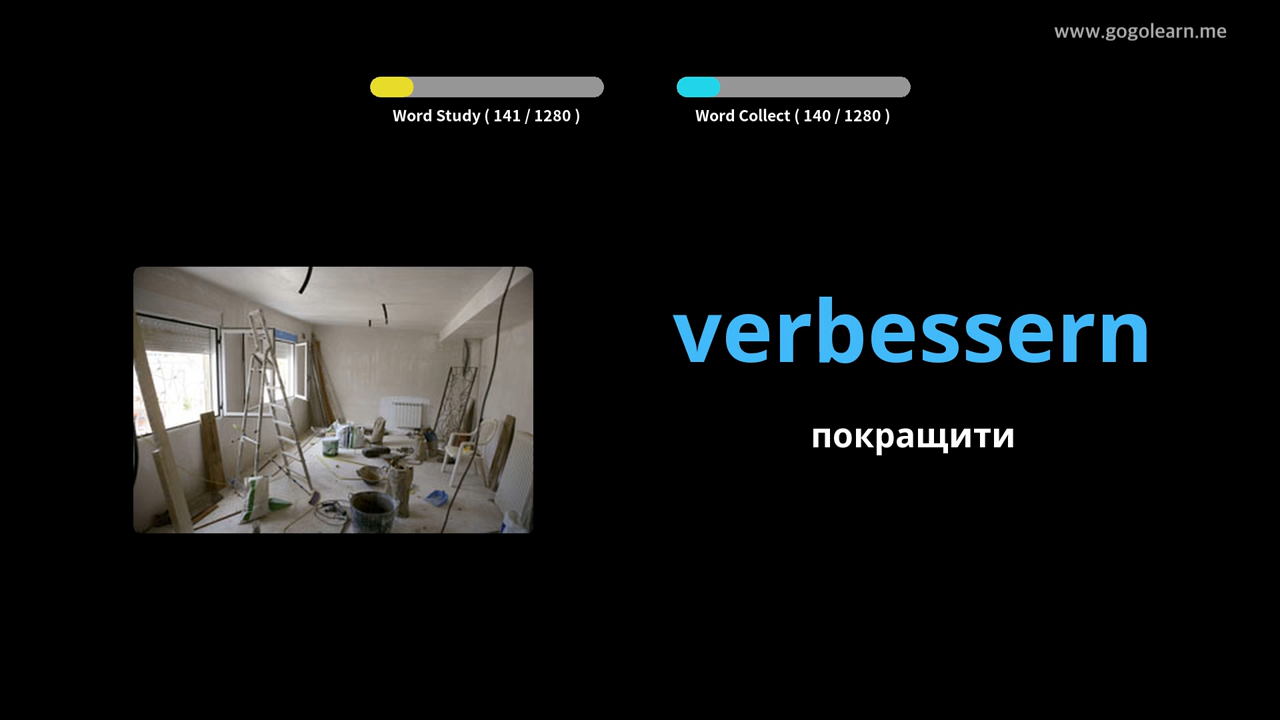 www.gogolearn.me
Word Study ( 141 / 1280 )
Word Collect ( 140 / 1280 )
verbessern
покращити